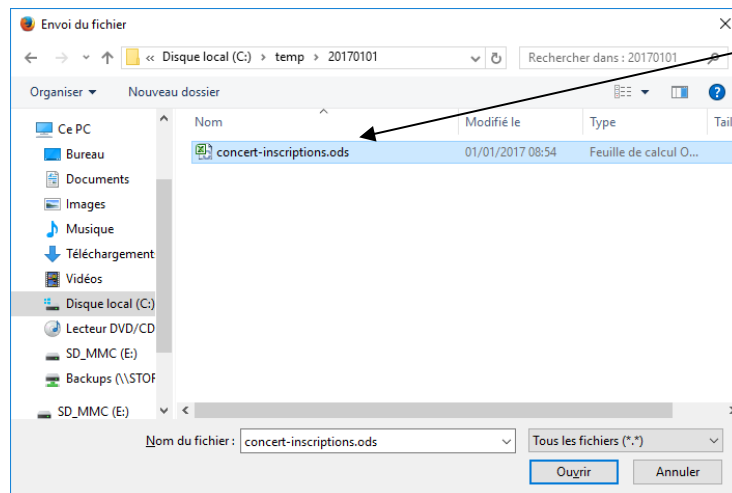 Envoi du fichier
« Disque local (C:) › temp › 20170101
Rechercher dans : 20170101
Organiser
Nouveau dossier
Nom
Modifié le
Type
Tail
concert-inscriptions.ods
01/01/2017 08:54
Feuille de calcul O...
Ce PC
Bureau
Documents
Images
Musique
Téléchargement
Vidéos
Disque local (C:)
Lecteur DVD/CD
SD_MMC (E:)
Backups (\\STOR
SD_MMC (E:)
Nom du fichier : concert-inscriptions.ods
Tous les fichiers (*.*)
Ouvrir
Annuler